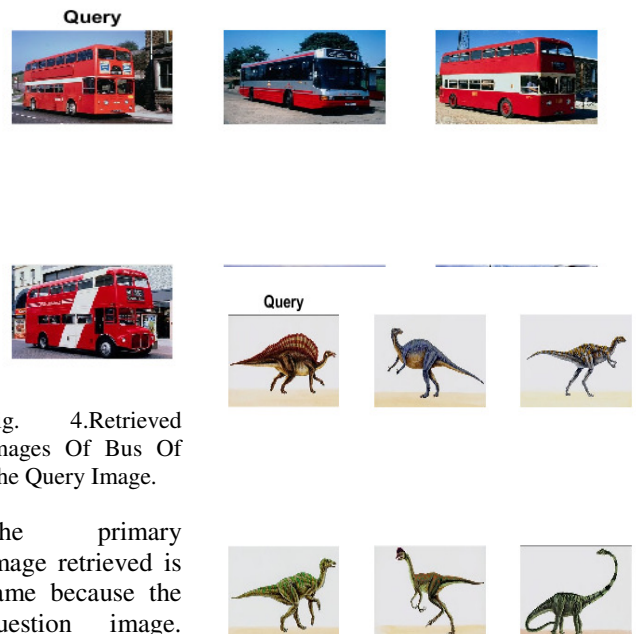 Query
Query
ig. 4.Retrieved
mages Of Bus Of
he Query Image.
he primary
mage retrieved is
ame because the
uestion image.